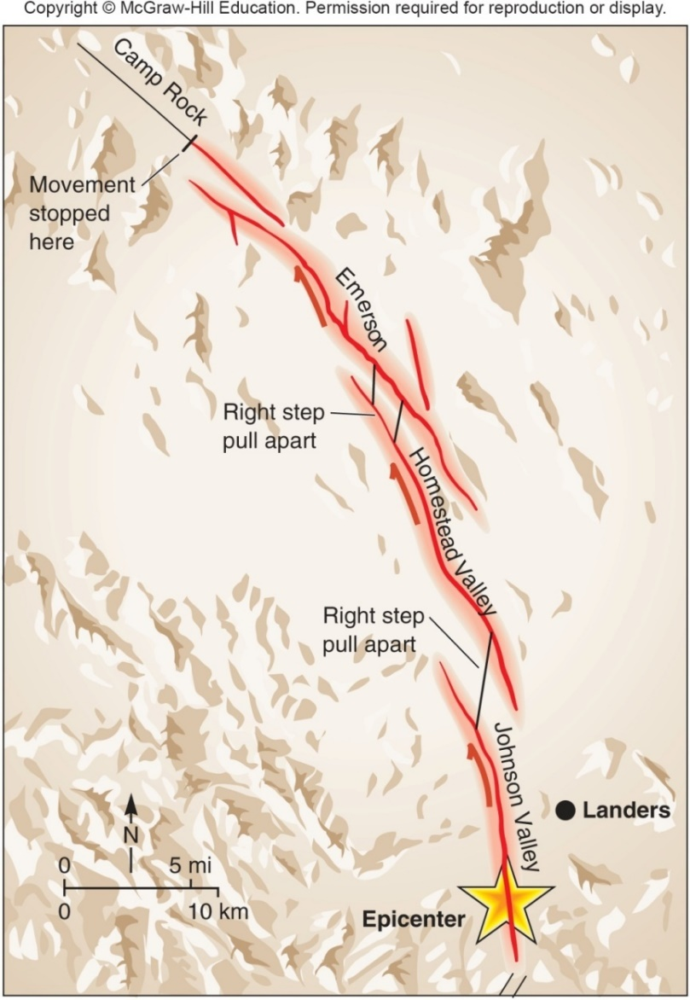 Copyright © McGraw-Hill Education. Permission required for reproduction or display.
Camp Rock
Movement
stopped
here
Emerson
Right step
pull apart
Homestead Valley
Right step
pull apart
Johnson Valley
Landers
N
0 5 mi
0 10 km
Epicenter